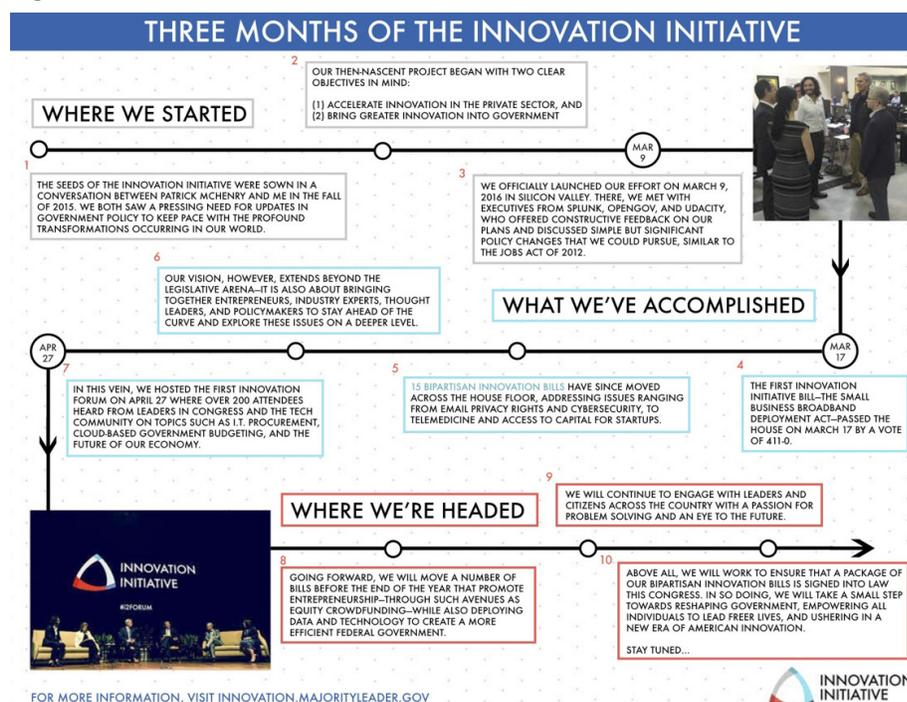 THREE MONTHS OF THE INNOVATION INITIATIVE
WHERE WE STARTED
1
THE SEEDS OF THE INNOVATION INITIATIVE WERE SOWN IN A
CONVERSATION BETWEEN PATRICK MCHENRY AND ME IN THE FALL
OF 2015. WE BOTH SAW A PRESSING NEED FOR UPDATES IN
GOVERNMENT POLICY TO KEEP PACE WITH THE PROFOUND
TRANSFORMATIONS OCCURRING IN OUR WORLD.
2
OUR THEN-NASCENT PROJECT BEGAN WITH TWO CLEAR
OBJECTIVES IN MIND:
(1) ACCELERATE INNOVATION IN THE PRIVATE SECTOR, AND
(2) BRING GREATER INNOVATION INTO GOVERNMENT
MAR
9
3
WE OFFICIALLY LAUNCHED OUR EFFORT ON MARCH 9,
2016 IN SILICON VALLEY. THERE, WE MET WITH
EXECUTIVES FROM SPLUNK, OPENGOV, AND UDACITY,
WHO OFFERED CONSTRUCTIVE FEEDBACK ON OUR
PLANS AND DISCUSSED SIMPLE BUT SIGNIFICANT
POLICY CHANGES THAT WE COULD PURSUE, SIMILAR TO
THE JOBS ACT OF 2012.
WHAT WE'VE ACCOMPLISHED
MAR
17
4
THE FIRST INNOVATION
INITIATIVE BILL—THE SMALL
BUSINESS BROADBAND
DEPLOYMENT ACT—PASSED THE
HOUSE ON MARCH 17 BY A VOTE
OF 411-0.
5
15 BIPARTISAN INNOVATION BILLS HAVE SINCE MOVED
ACROSS THE HOUSE FLOOR, ADDRESSING ISSUES RANGING
FROM EMAIL PRIVACY RIGHTS AND CYBERSECURITY, TO
TELEMEDICINE AND ACCESS TO CAPITAL FOR STARTUPS.
6
OUR VISION, HOWEVER, EXTENDS BEYOND THE
LEGISLATIVE ARENA—IT IS ALSO ABOUT BRINGING
TOGETHER ENTREPRENEURS, INDUSTRY EXPERTS, THOUGHT
LEADERS, AND POLICYMAKERS TO STAY AHEAD OF THE
CURVE AND EXPLORE THESE ISSUES ON A DEEPER LEVEL.
APR
27
7
IN THIS VEIN, WE HOSTED THE FIRST INNOVATION
FORUM ON APRIL 27 WHERE OVER 200 ATTENDEES
HEARD FROM LEADERS IN CONGRESS AND THE TECH
COMMUNITY ON TOPICS SUCH AS I.T. PROCUREMENT,
CLOUD-BASED GOVERNMENT BUDGETING, AND THE
FUTURE OF OUR ECONOMY.
INNOVATION
INITIATIVE
#I2FORUM
WHERE WE'RE HEADED
8
GOING FORWARD, WE WILL MOVE A NUMBER OF
BILLS BEFORE THE END OF THE YEAR THAT PROMOTE
ENTREPRENEURSHIP—THROUGH SUCH AVENUES AS
EQUITY CROWDFUNDING—WHILE ALSO DEPLOYING
DATA AND TECHNOLOGY TO CREATE A MORE
EFFICIENT FEDERAL GOVERNMENT.
9
WE WILL CONTINUE TO ENGAGE WITH LEADERS AND
CITIZENS ACROSS THE COUNTRY WITH A PASSION FOR
PROBLEM SOLVING AND AN EYE TO THE FUTURE.
10
ABOVE ALL, WE WILL WORK TO ENSURE THAT A PACKAGE OF
OUR BIPARTISAN INNOVATION BILLS IS SIGNED INTO LAW
THIS CONGRESS. IN SO DOING, WE WILL TAKE A SMALL STEP
TOWARDS RESHAPING GOVERNMENT, EMPOWERING ALL
INDIVIDUALS TO LEAD FREER LIVES, AND USHERING IN A
NEW ERA OF AMERICAN INNOVATION.
STAY TUNED...
FOR MORE INFORMATION, VISIT INNOVATION.MAJORITYLEADER.GOV
INNOVATION
INITIATIVE